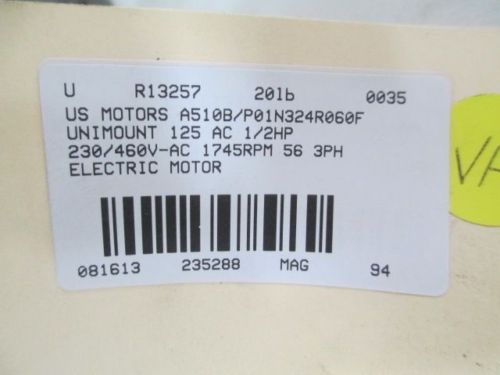 U R13257 20lb 0035
US MOTORS A510B/P01N324R060F
UNIMOUNT 125 AC 1/2HP
230/460V-AC 1745RPM 56 3PH
ELECTRIC MOTOR
081613 235288 MAG 94